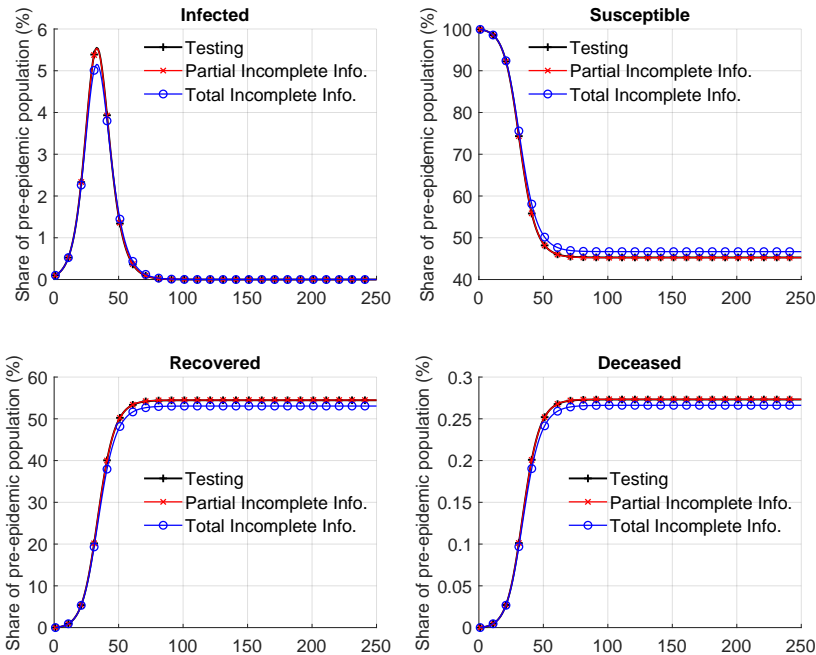 Infected
Share of pre-epidemic population (%)
6
5
4
3
2
1
0
0 50 100 150 200 250
Testing
Partial Incomplete Info.
Total Incomplete Info.
Susceptible
Share of pre-epidemic population (%)
100
90
80
70
60
50
40
0 50 100 150 200 250
Testing
Partial Incomplete Info.
Total Incomplete Info.
Recovered
Share of pre-epidemic population (%)
60
50
40
30
20
10
0
0 50 100 150 200 250
Testing
Partial Incomplete Info.
Total Incomplete Info.
Deceased
Share of pre-epidemic population (%)
0.3
0.25
0.2
0.15
0.1
0.05
0
0 50 100 150 200 250
Testing
Partial Incomplete Info.
Total Incomplete Info.